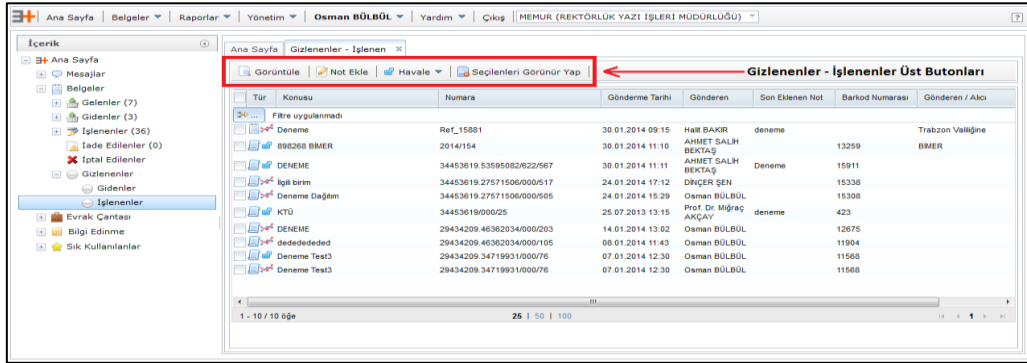 Ana Sayfa | Belgeler | Raporlar | Yönetim | Osman BÜLBÜL | Yardım | Çıkış | MEMUR (REKTÖRLÜK YAZI İŞLERİ MÜDÜRLÜĞÜ) ?
İçerik
Ana Sayfa
Mesajlar
Belgeler
Gelenler (7)
Gidenler (3)
İşlenenler (36)
İade Edilenler (0)
İptal Edilenler
Gizlenenler
Gidenler
İşlenenler
Evrak Çantası
Bilgi Edinme
Sık Kullanılanlar
Ana Sayfa Gizlenenler - İşlenen
Görüntüle | Not Ekle | Havale | Seçilenleri Görünür Yap
Gizlenenler - İşlenenler Üst Butonları
Tür Konusu Numara Gönderme Tarihi Gönderen Son Eklenen Not Barkod Numarası Gönderen / Alıcı
... Filtre uygulanmadı
Deneme Ref_15881 30.01.2014 09:15 Halit BAKIR deneme Trabzon Valiliğine
898268 BİMER 2014/154 30.01.2014 11:10 AHMET SALİH BEKTAŞ 13259 BİMER
DENEME 34453619.53595082/622/567 30.01.2014 11:11 AHMET SALİH BEKTAŞ Deneme 15911
İlgili birim 34453619.27571506/000/517 24.01.2014 17:12 DİNÇER ŞEN 15338
Deneme Dağıtım 34453619.27571506/000/505 24.01.2014 15:29 Osman BÜLBÜL 15308
KTÜ 34453619/000/25 25.07.2013 13:15 Prof. Dr. Miğraç AKÇAY deneme 423
DENEME 29434209.46362034/000/203 14.01.2014 13:02 Osman BÜLBÜL 12675
dededededed 29434209.46362034/000/105 08.01.2014 11:43 Osman BÜLBÜL 11904
Deneme Test3 29434209.34719931/000/76 07.01.2014 12:30 Osman BÜLBÜL 11568
Deneme Test3 29434209.34719931/000/76 07.01.2014 12:30 Osman BÜLBÜL 11568
1 - 10 / 10 öğe 25 | 50 | 100 1